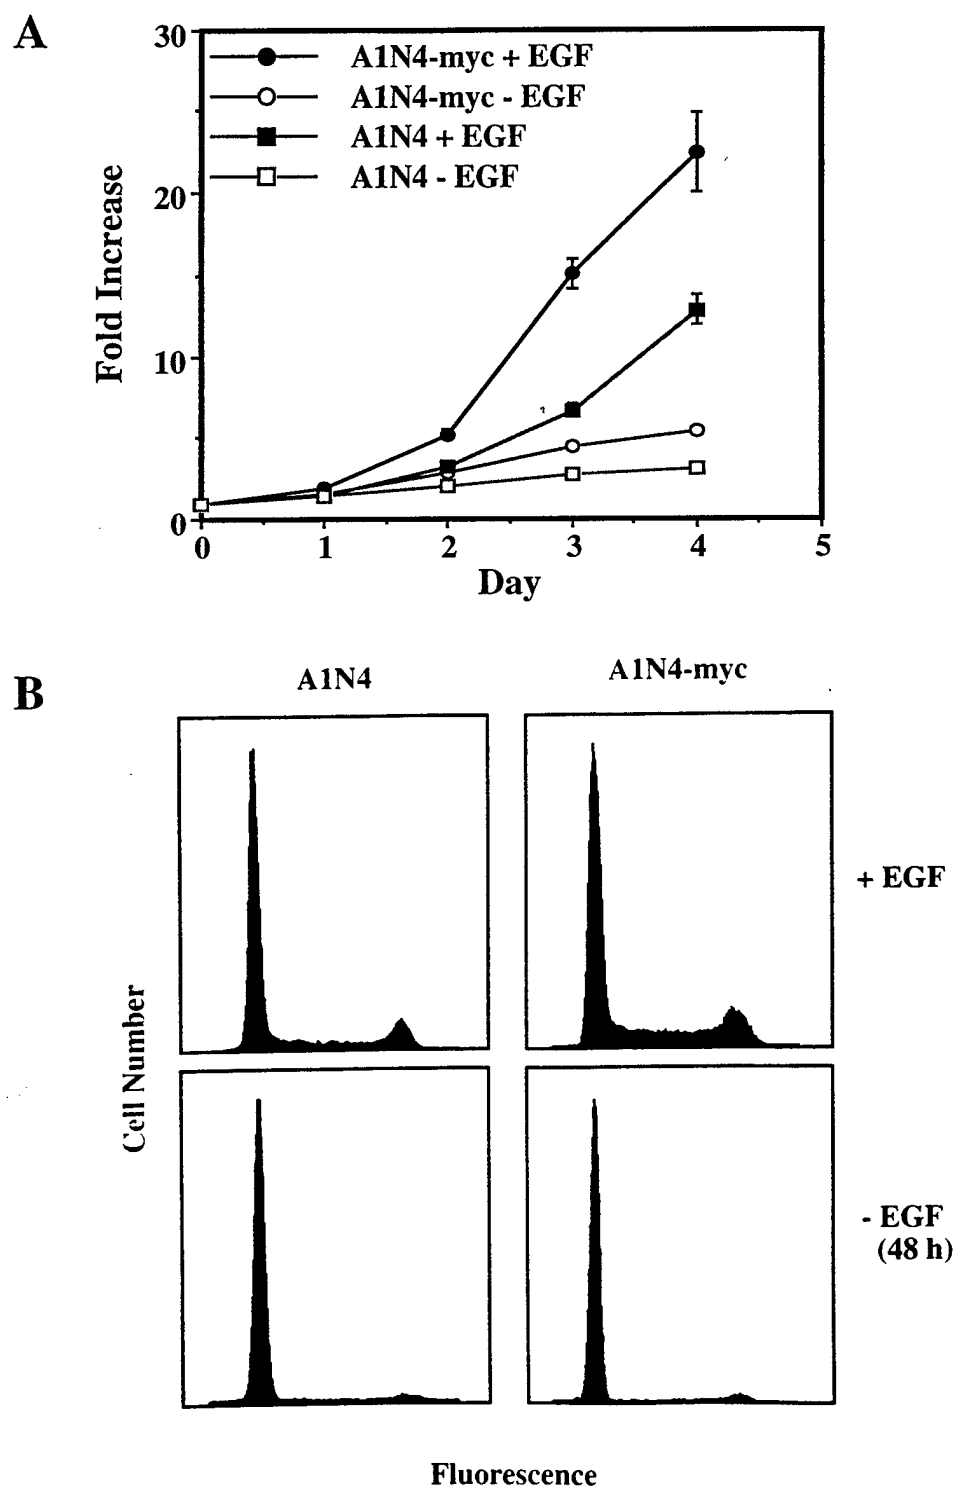 A
30
A1N4-myc + EGF
A1N4-myc - EGF
A1N4 + EGF
A1N4 - EGF
20
10
0
Fold Increase
0 1 2 3 4 5
Day
B
A1N4
A1N4-myc
+ EGF
Cell Number
- EGF
(48 h)
Fluorescence